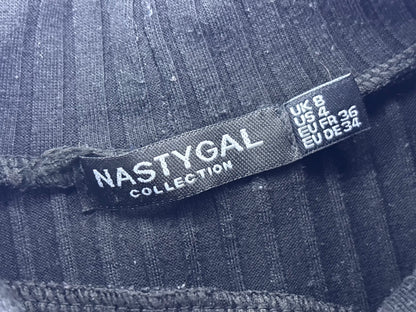 NASTYGAL
COLLECTION
UK 8
US 4
EU FR 36
EU DE 34